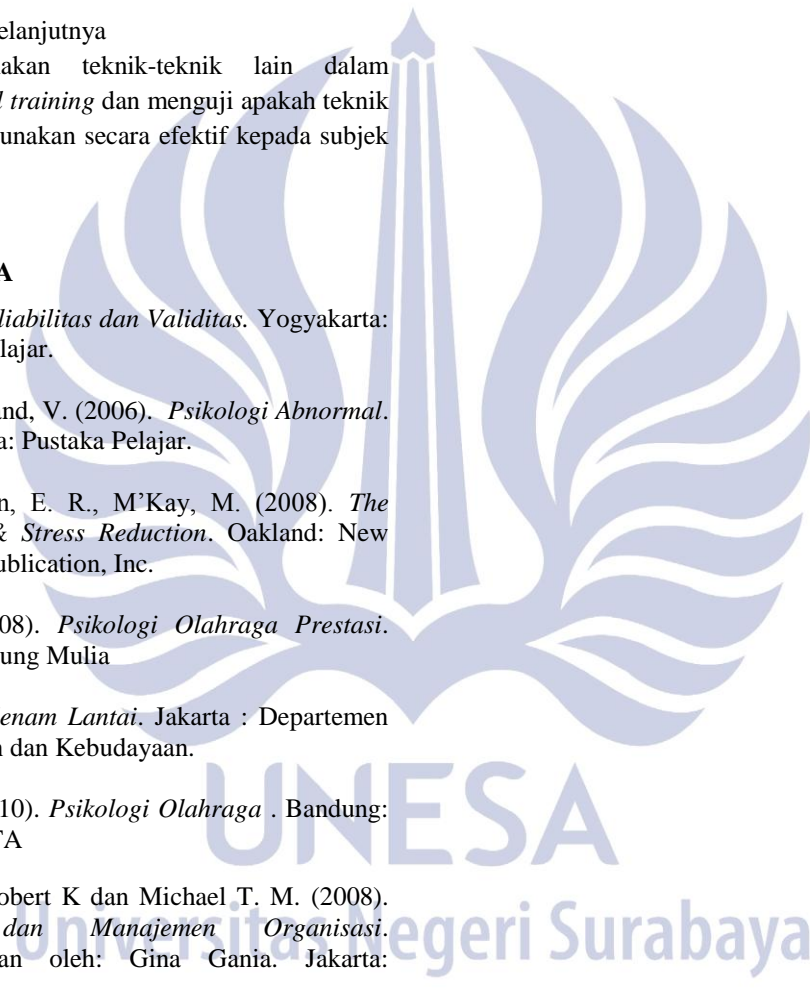 elanjutnya
akan teknik-teknik lain dalam
l training dan menguji apakah teknik
unakan secara efektif kepada subjek
A
liabilitas dan Validitas. Yogyakarta:
lajar.
and, V. (2006). Psikologi Abnormal.
a: Pustaka Pelajar.
n, E. R., M’Kay, M. (2008). The
& Stress Reduction. Oakland: New
ublication, Inc.
08). Psikologi Olahraga Prestasi.
ung Mulia
enam Lantai. Jakarta : Departemen
n dan Kebudayaan.
10). Psikologi Olahraga . Bandung:
TA
obert K dan Michael T. M. (2008).
dan Manajemen Organisasi.
an oleh: Gina Gania. Jakarta:
UNESA
Universitas Negeri Surabaya